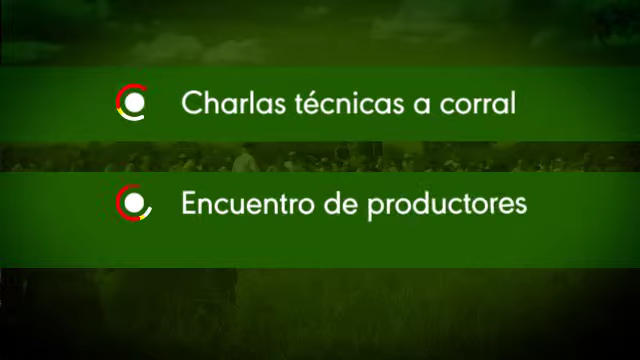 Charlas técnicas a corral
Encuentro de productores